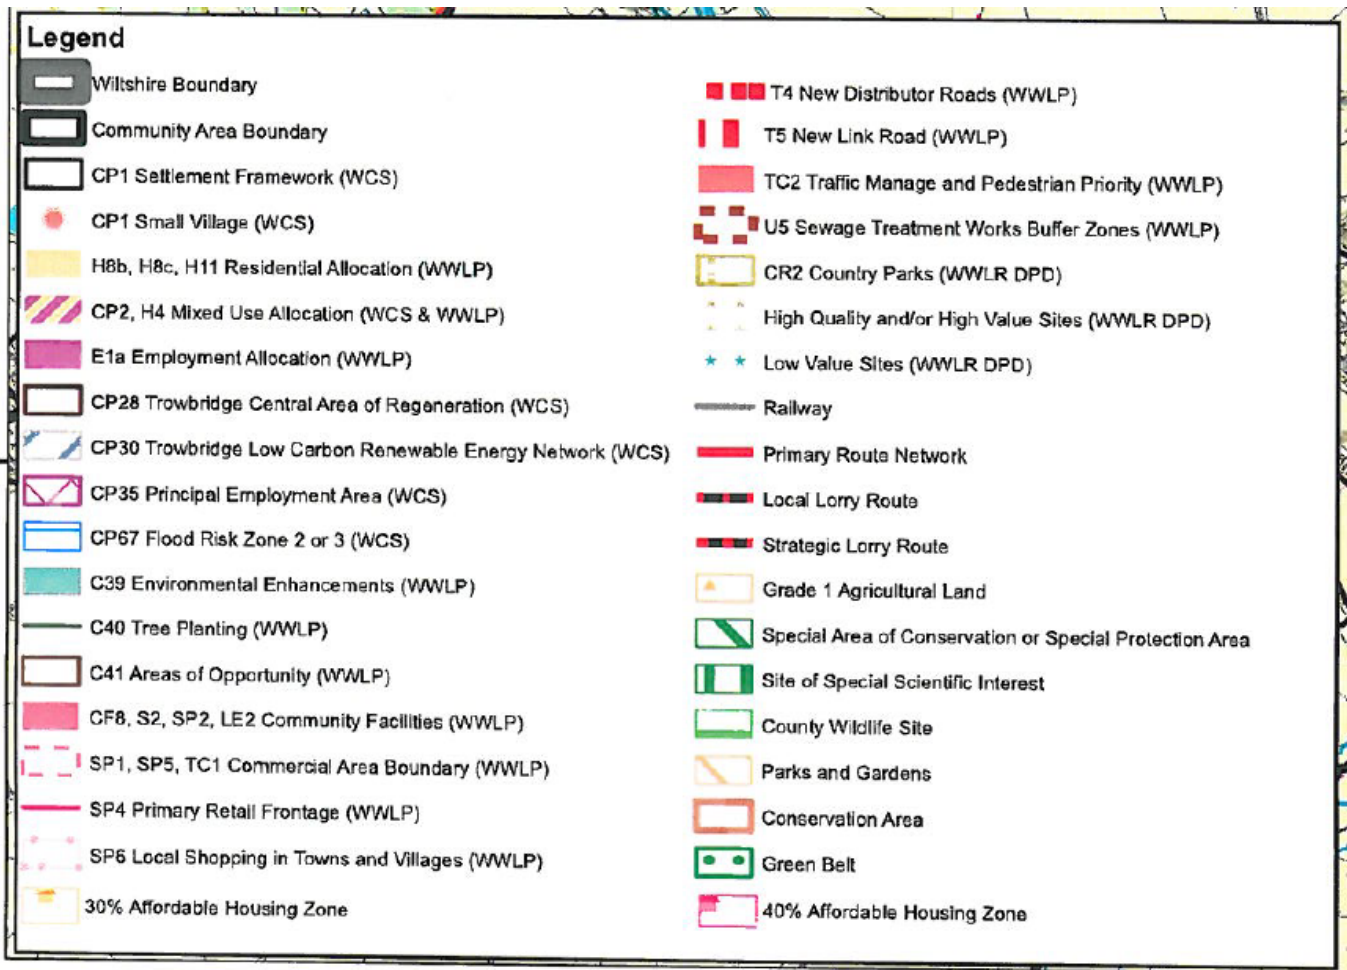 Legend
Wiltshire Boundary
Community Area Boundary
CP1 Settlement Framework (WCS)
CP1 Small Village (WCS)
H8b, H8c, H11 Residential Allocation (WWLP)
CP2, H4 Mixed Use Allocation (WCS & WWLP)
E1a Employment Allocation (WWLP)
CP28 Trowbridge Central Area of Regeneration (WCS)
CP30 Trowbridge Low Carbon Renewable Energy Network (WCS)
CP35 Principal Employment Area (WCS)
CP67 Flood Risk Zone 2 or 3 (WCS)
C39 Environmental Enhancements (WWLP)
C40 Tree Planting (WWLP)
C41 Areas of Opportunity (WWLP)
CF8, S2, SP2, LE2 Community Facilities (WWLP)
SP1, SP5, TC1 Commercial Area Boundary (WWLP)
SP4 Primary Retail Frontage (WWLP)
SP6 Local Shopping in Towns and Villages (WWLP)
30% Affordable Housing Zone
T4 New Distributor Roads (WWLP)
T5 New Link Road (WWLP)
TC2 Traffic Manage and Pedestrian Priority (WWLP)
U5 Sewage Treatment Works Buffer Zones (WWLP)
CR2 Country Parks (WWLR DPD)
High Quality and/or High Value Sites (WWLR DPD)
Low Value Sites (WWLR DPD)
Railway
Primary Route Network
Local Lorry Route
Strategic Lorry Route
Grade 1 Agricultural Land
Special Area of Conservation or Special Protection Area
Site of Special Scientific Interest
County Wildlife Site
Parks and Gardens
Conservation Area
Green Belt
40% Affordable Housing Zone